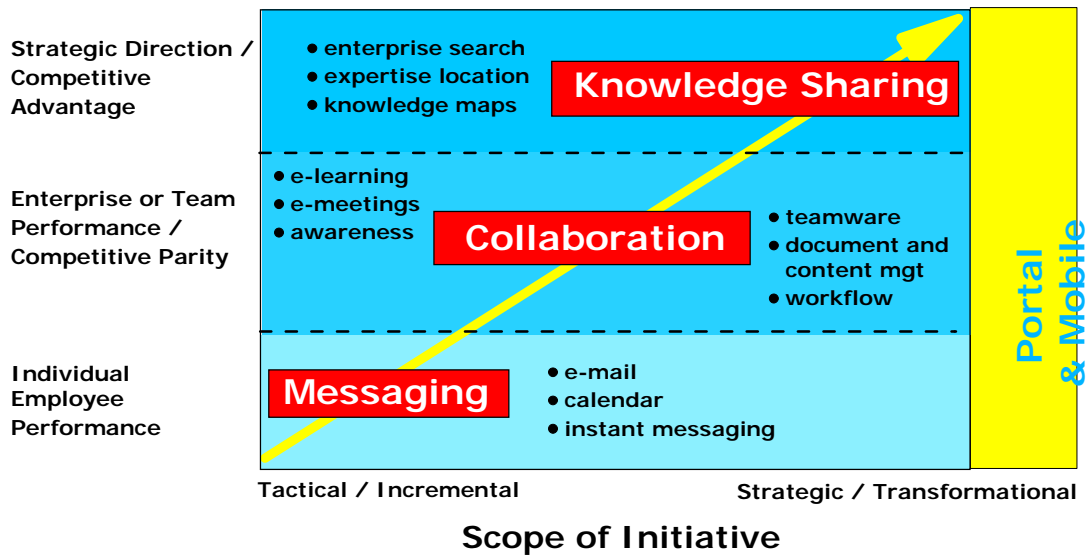 Strategic Direction /
Competitive
Advantage
• enterprise search
• expertise location
• knowledge maps
Knowledge Sharing
Enterprise or Team
Performance /
Competitive Parity
• e-learning
• e-meetings
• awareness
Collaboration
• teamware
• document and
content mgt
• workflow
Individual
Employee
Performance
Messaging
• e-mail
• calendar
• instant messaging
Portal
& Mobile
Tactical / Incremental
Strategic / Transformational
Scope of Initiative